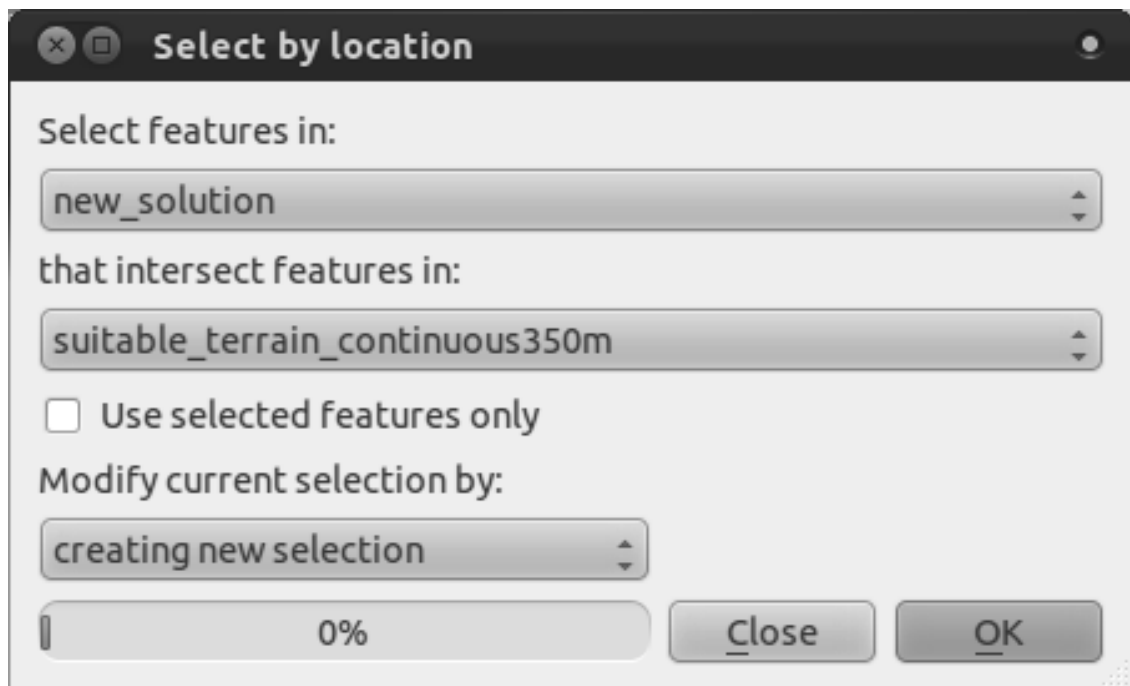 Select by location
Select features in:
new_solution
that intersect features in:
suitable_terrain_continuous350m
Use selected features only
Modify current selection by:
creating new selection
0% Close OK